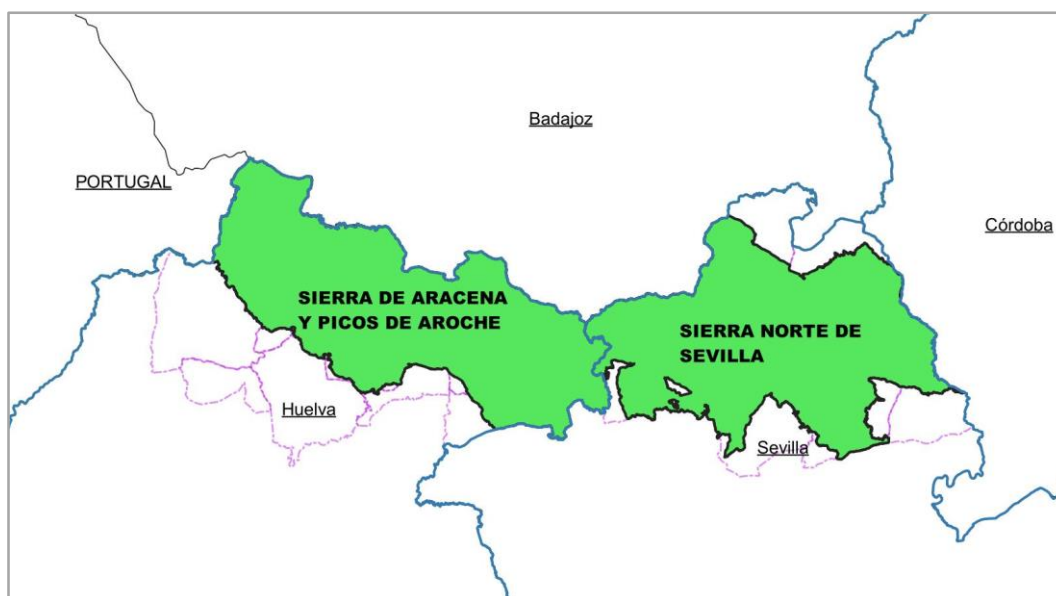 Badajoz
PORTUGAL
Córdoba
SIERRA DE ARACENA
Y PICOS DE AROCHE
SIERRA NORTE DE
SEVILLA
Huelva
Sevilla